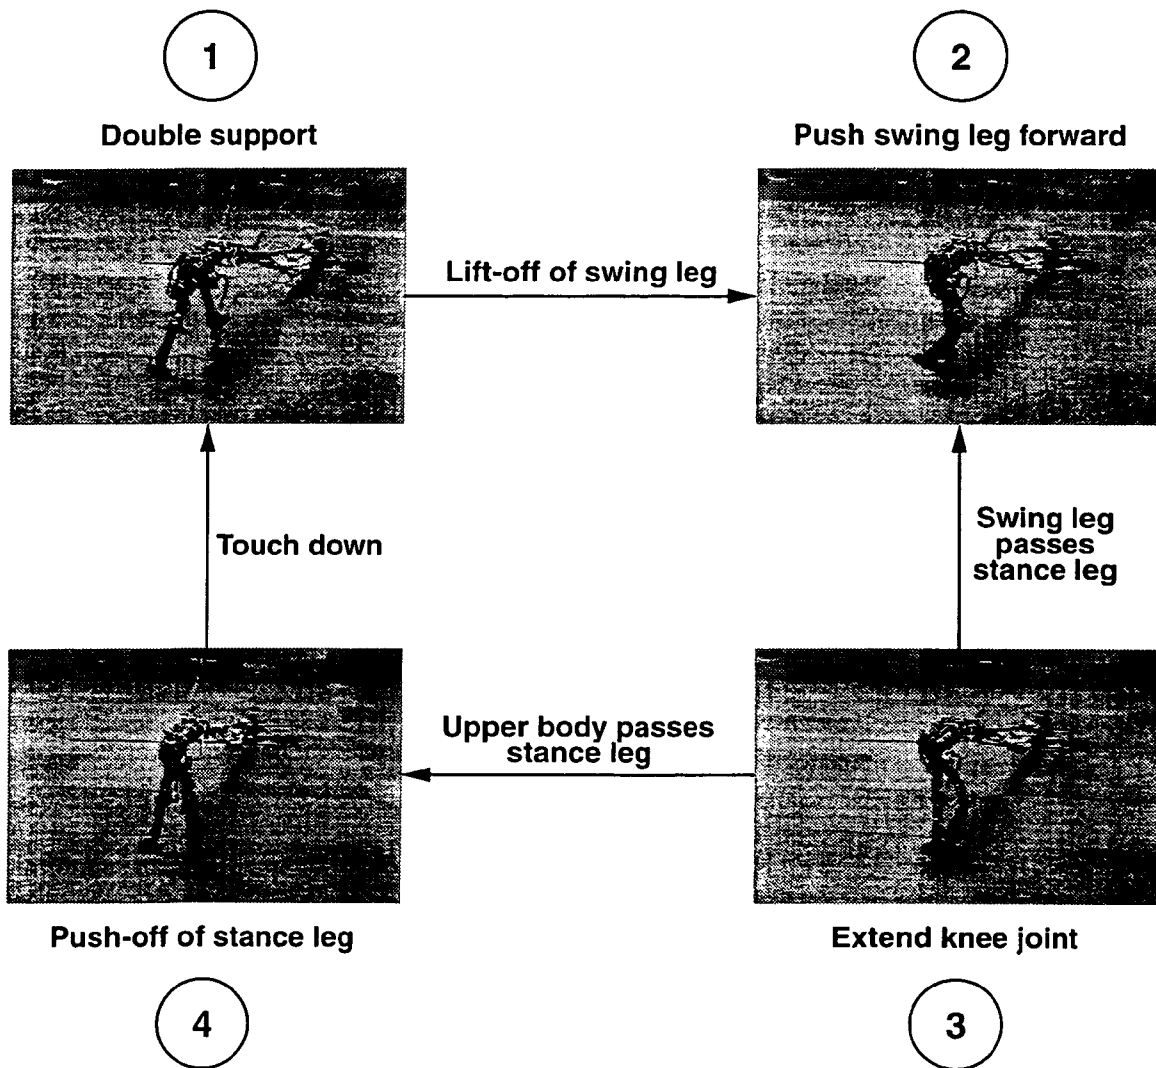 1
2
Double support
Push swing leg forward
Lift-off of swing leg
Touch down
Swing leg
passes
stance leg
Upper body passes
stance leg
Push-off of stance leg
Extend knee joint
4
3